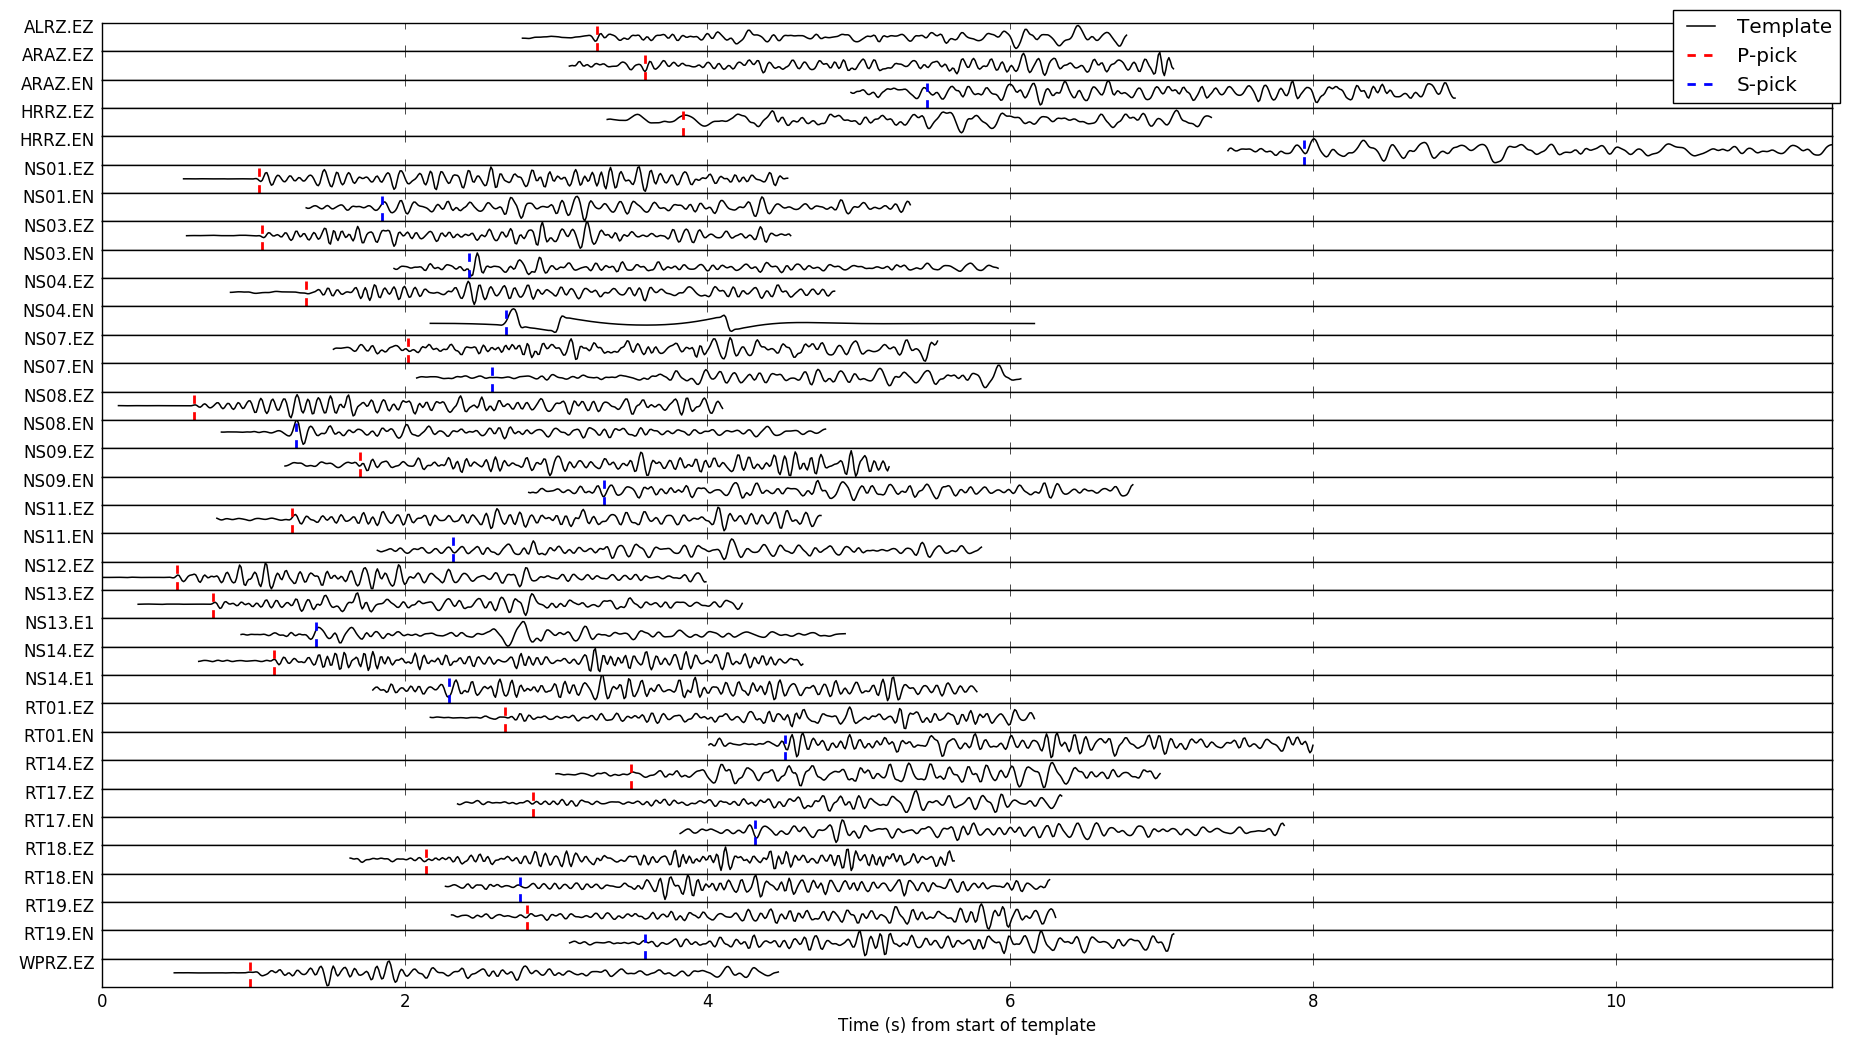 ALRZ.EZ
ARAZ.EZ
ARAZ.EN
HRRZ.EZ
HRRZ.EN
NS01.EZ
NS01.EN
NS03.EZ
NS03.EN
NS04.EZ
NS04.EN
NS07.EZ
NS07.EN
NS08.EZ
NS08.EN
NS09.EZ
NS09.EN
NS11.EZ
NS11.EN
NS12.EZ
NS13.EZ
NS13.E1
NS14.EZ
NS14.E1
RT01.EZ
RT01.EN
RT14.EZ
RT17.EZ
RT17.EN
RT18.EZ
RT18.EN
RT19.EZ
RT19.EN
WPRZ.EZ
Template
P-pick
S-pick
0 2 4 6 8 10
Time (s) from start of template